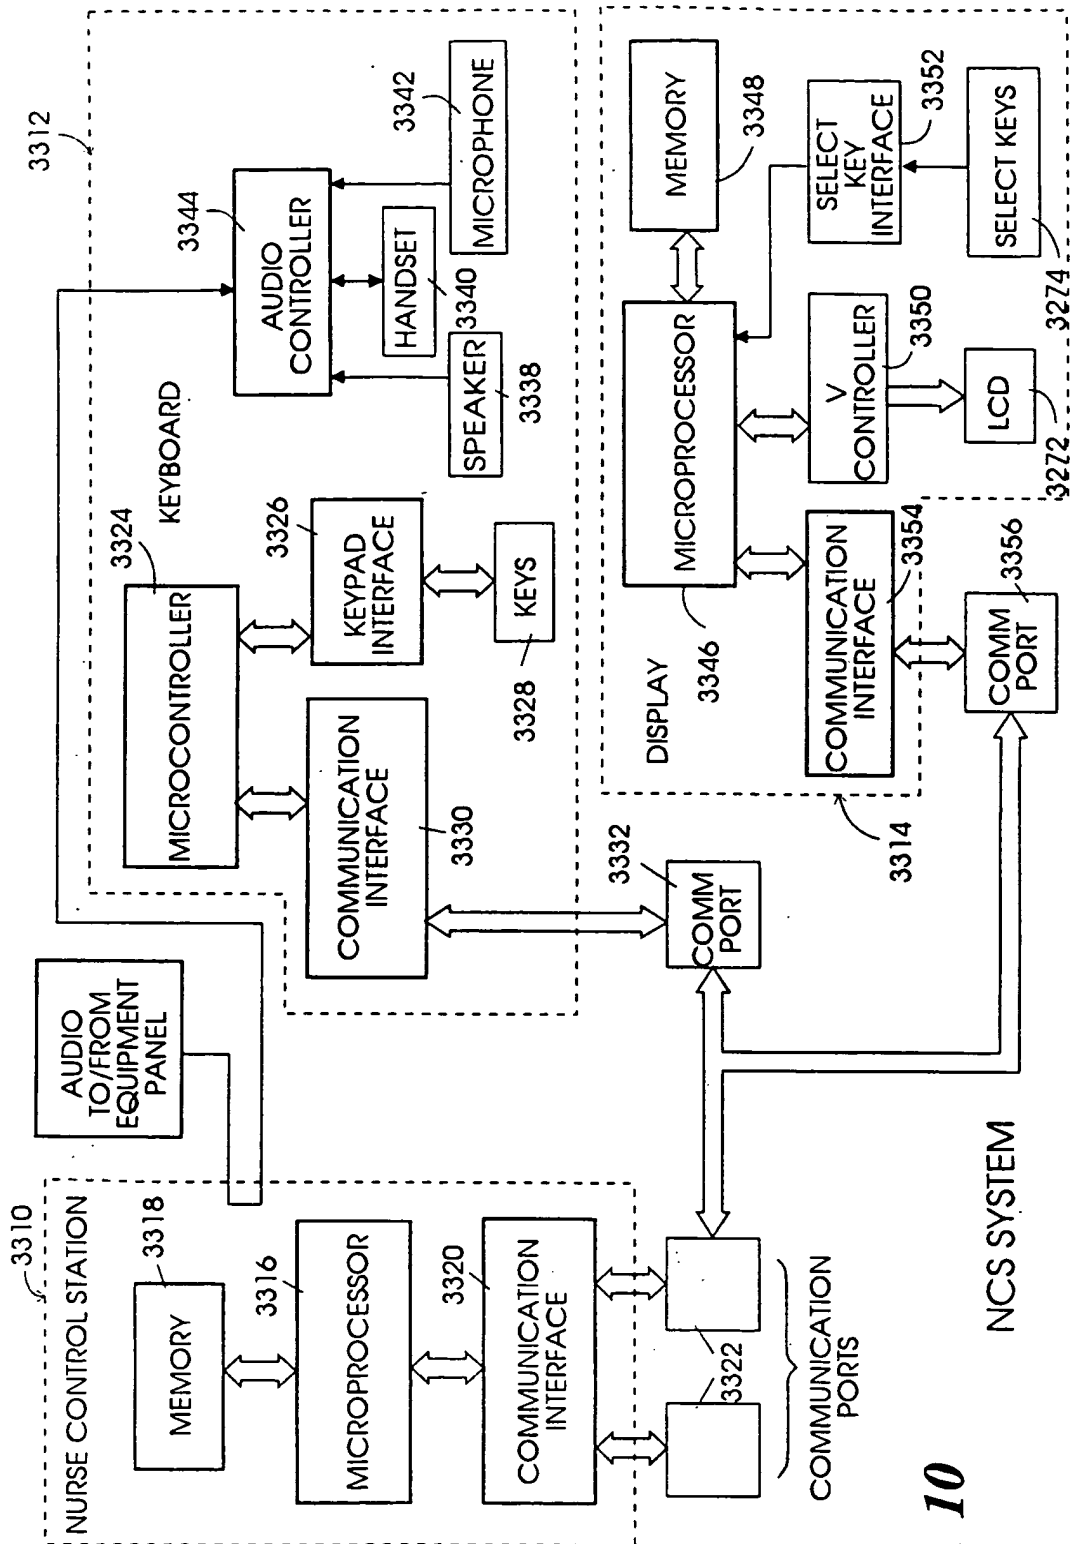 3310
NURSE CONTROL STATION
3318
MEMORY
3316
MICROPROCESSOR
3320
COMMUNICATION
INTERFACE
3322
COMMUNICATION
PORTS
AUDIO
TO/FROM
EQUIPMENT
PANEL
3312
KEYBOARD
3324
MICROCONTROLLER
3326
KEYPAD
INTERFACE
KEYS
3328
COMMUNICATION
INTERFACE
3330
3344
AUDIO
CONTROLLER
SPEAKER
3338
HANDSET
3340
MICROPHONE
3342
3332
COMM
PORT
DISPLAY
3314
MICROPROCESSOR
3346
MEMORY
3348
COMMUNICATION
INTERFACE
3354
V
CONTROLLER
3350
SELECT
KEY
INTERFACE
3352
COMM
PORT
3356
LCD
3272
SELECT KEYS
3274
NCS SYSTEM
10